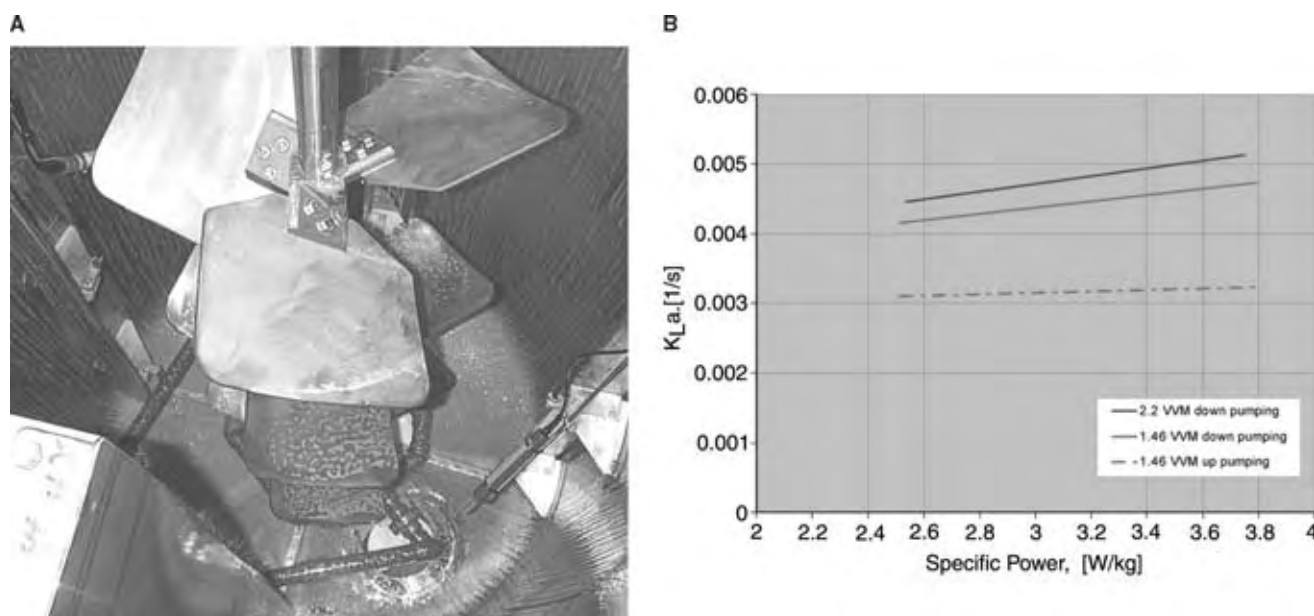 A
B
0.006
0.005
0.004
0.003
0.002
0.001
0
K_La.[1/s]
2.2 VVM down pumping
1.46 VVM down pumping
1.46 VVM up pumping
2 2.2 2.4 2.6 2.8 3 3.2 3.4 3.6 3.8 4
Specific Power, [W/kg]